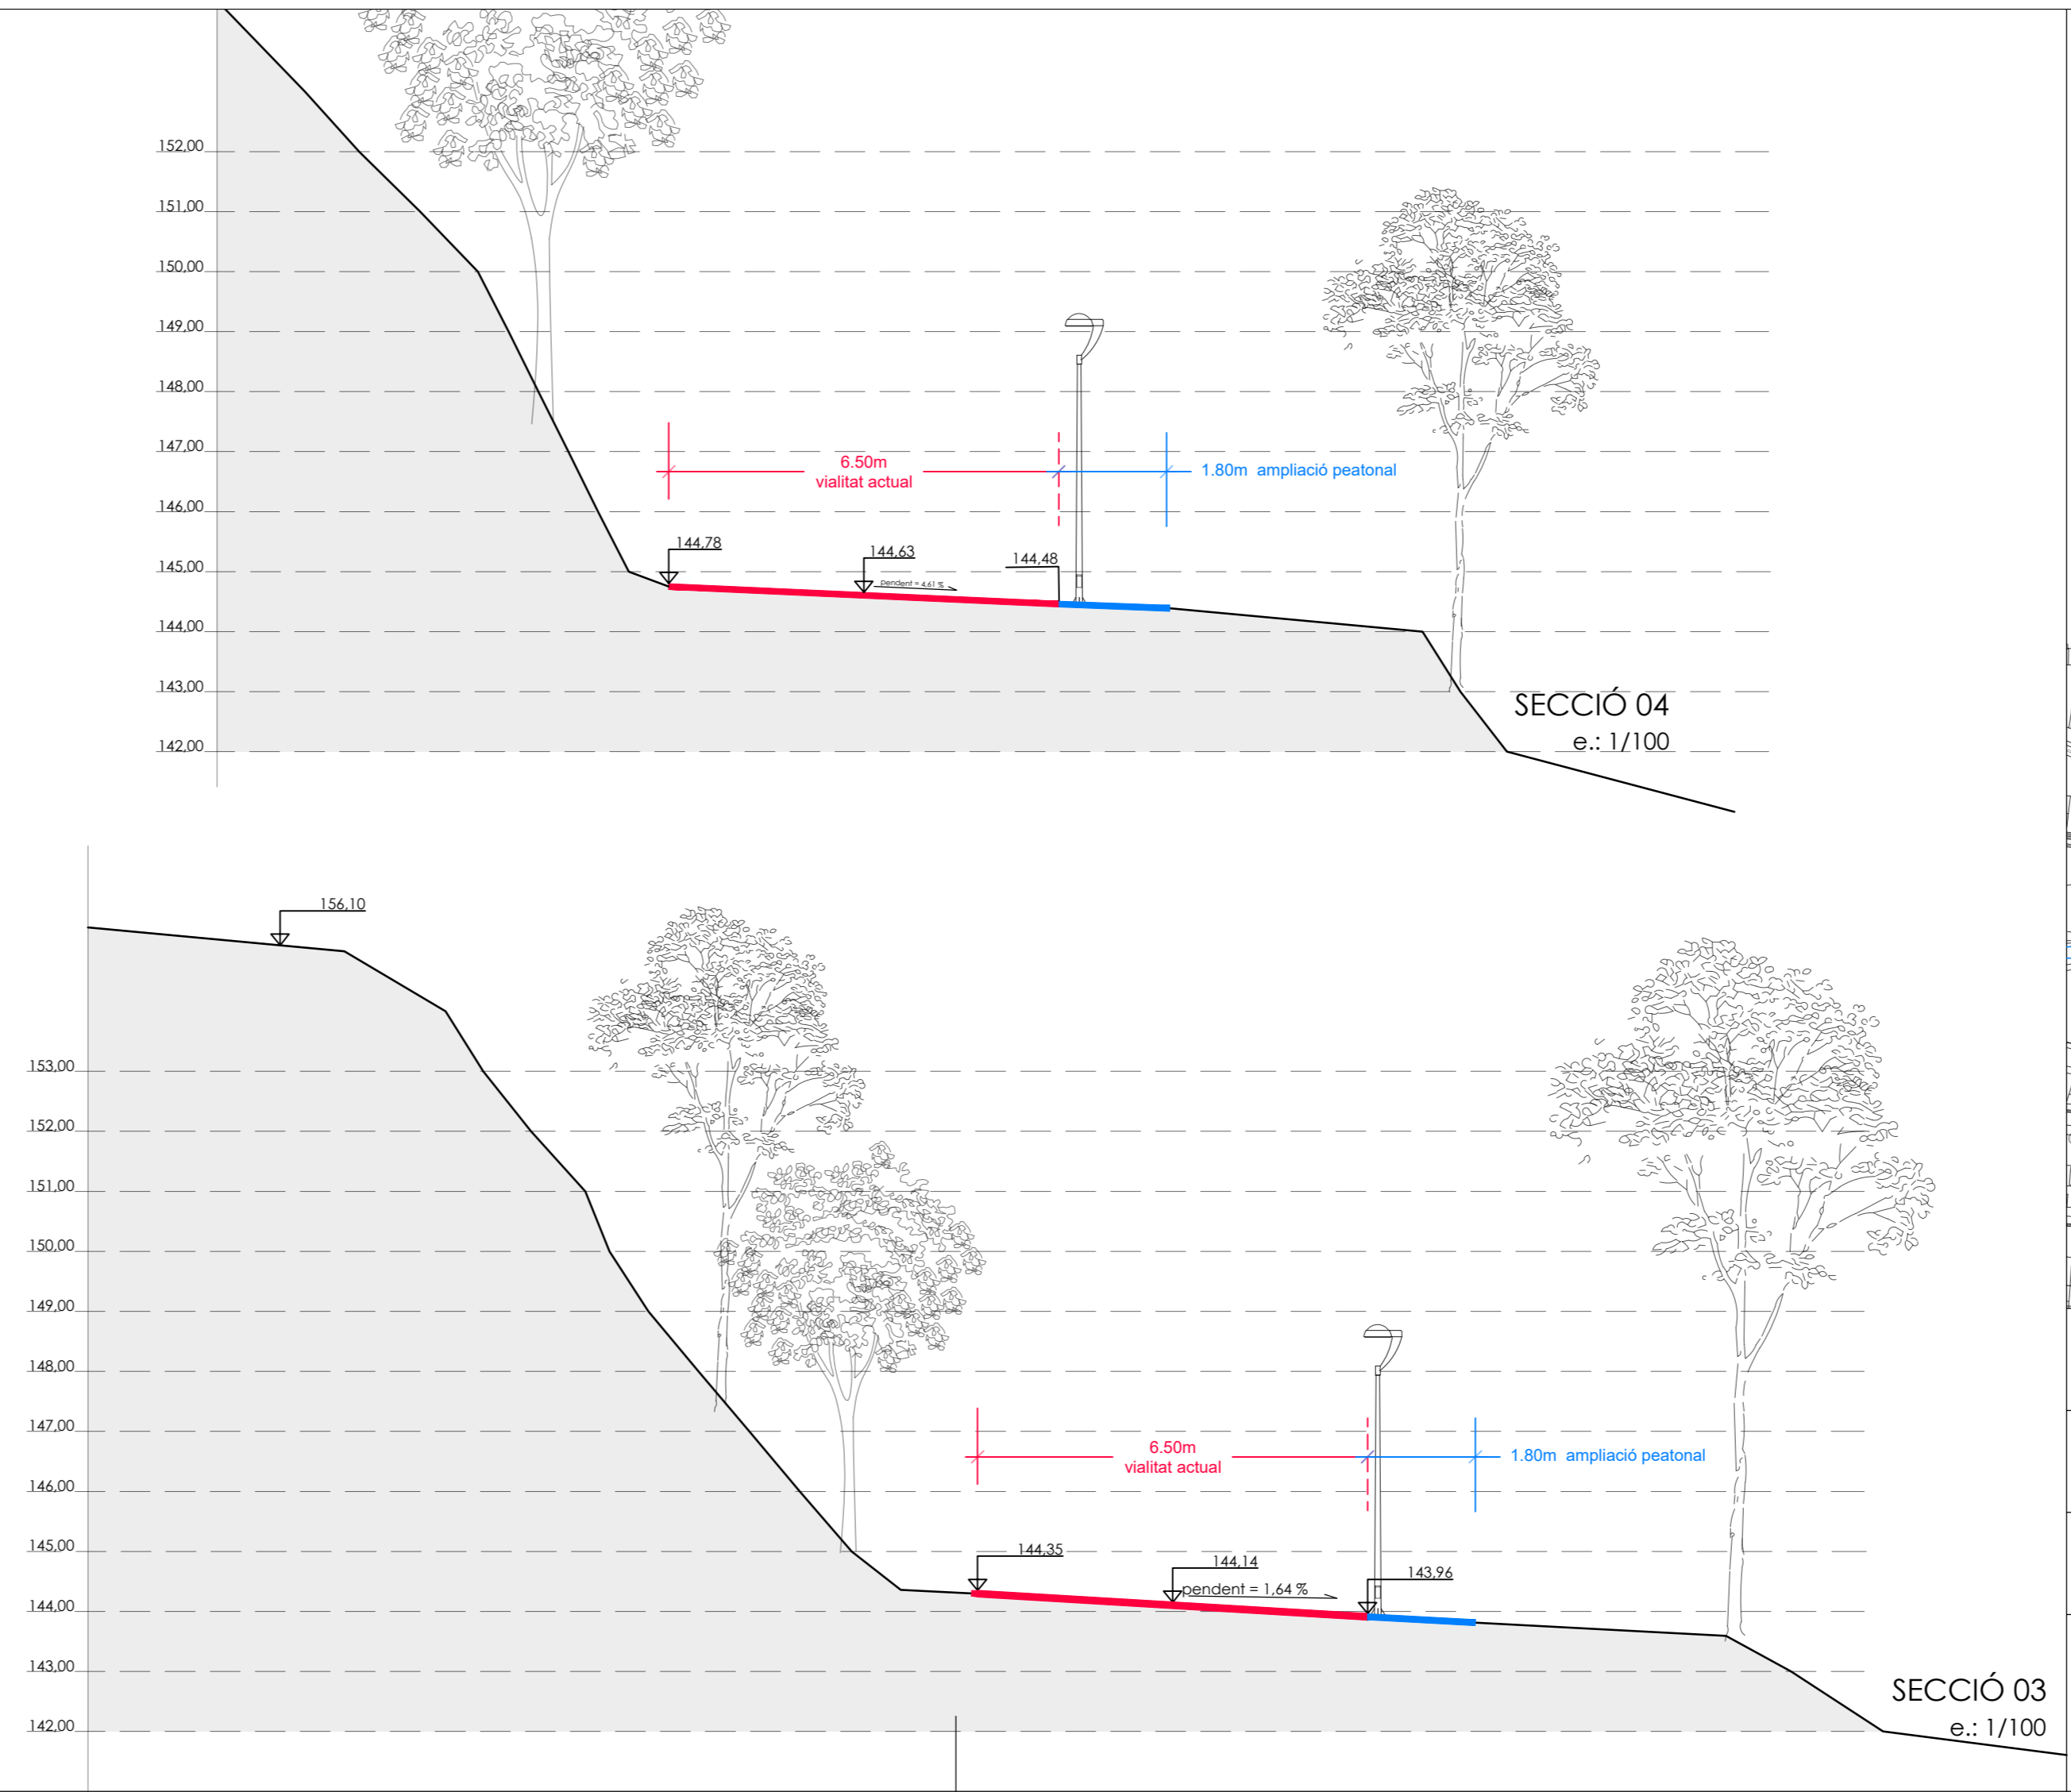 152,00
151,00
150,00
149,00
148,00
147,00
6.50m
vialitat actual
1.80m ampliació peatonal
146,00
145,00
144,78
144,63
144,48
pendent = 4,61 %
144,00
143,00
142,00
SECCIÓ 04
e.: 1/100
156,10
153,00
152,00
151,00
150,00
149,00
148,00
147,00
6.50m
vialitat actual
1.80m ampliació peatonal
146,00
145,00
144,35
144,14
143,96
pendent = 1,64 %
144,00
143,00
142,00
SECCIÓ 03
e.: 1/100